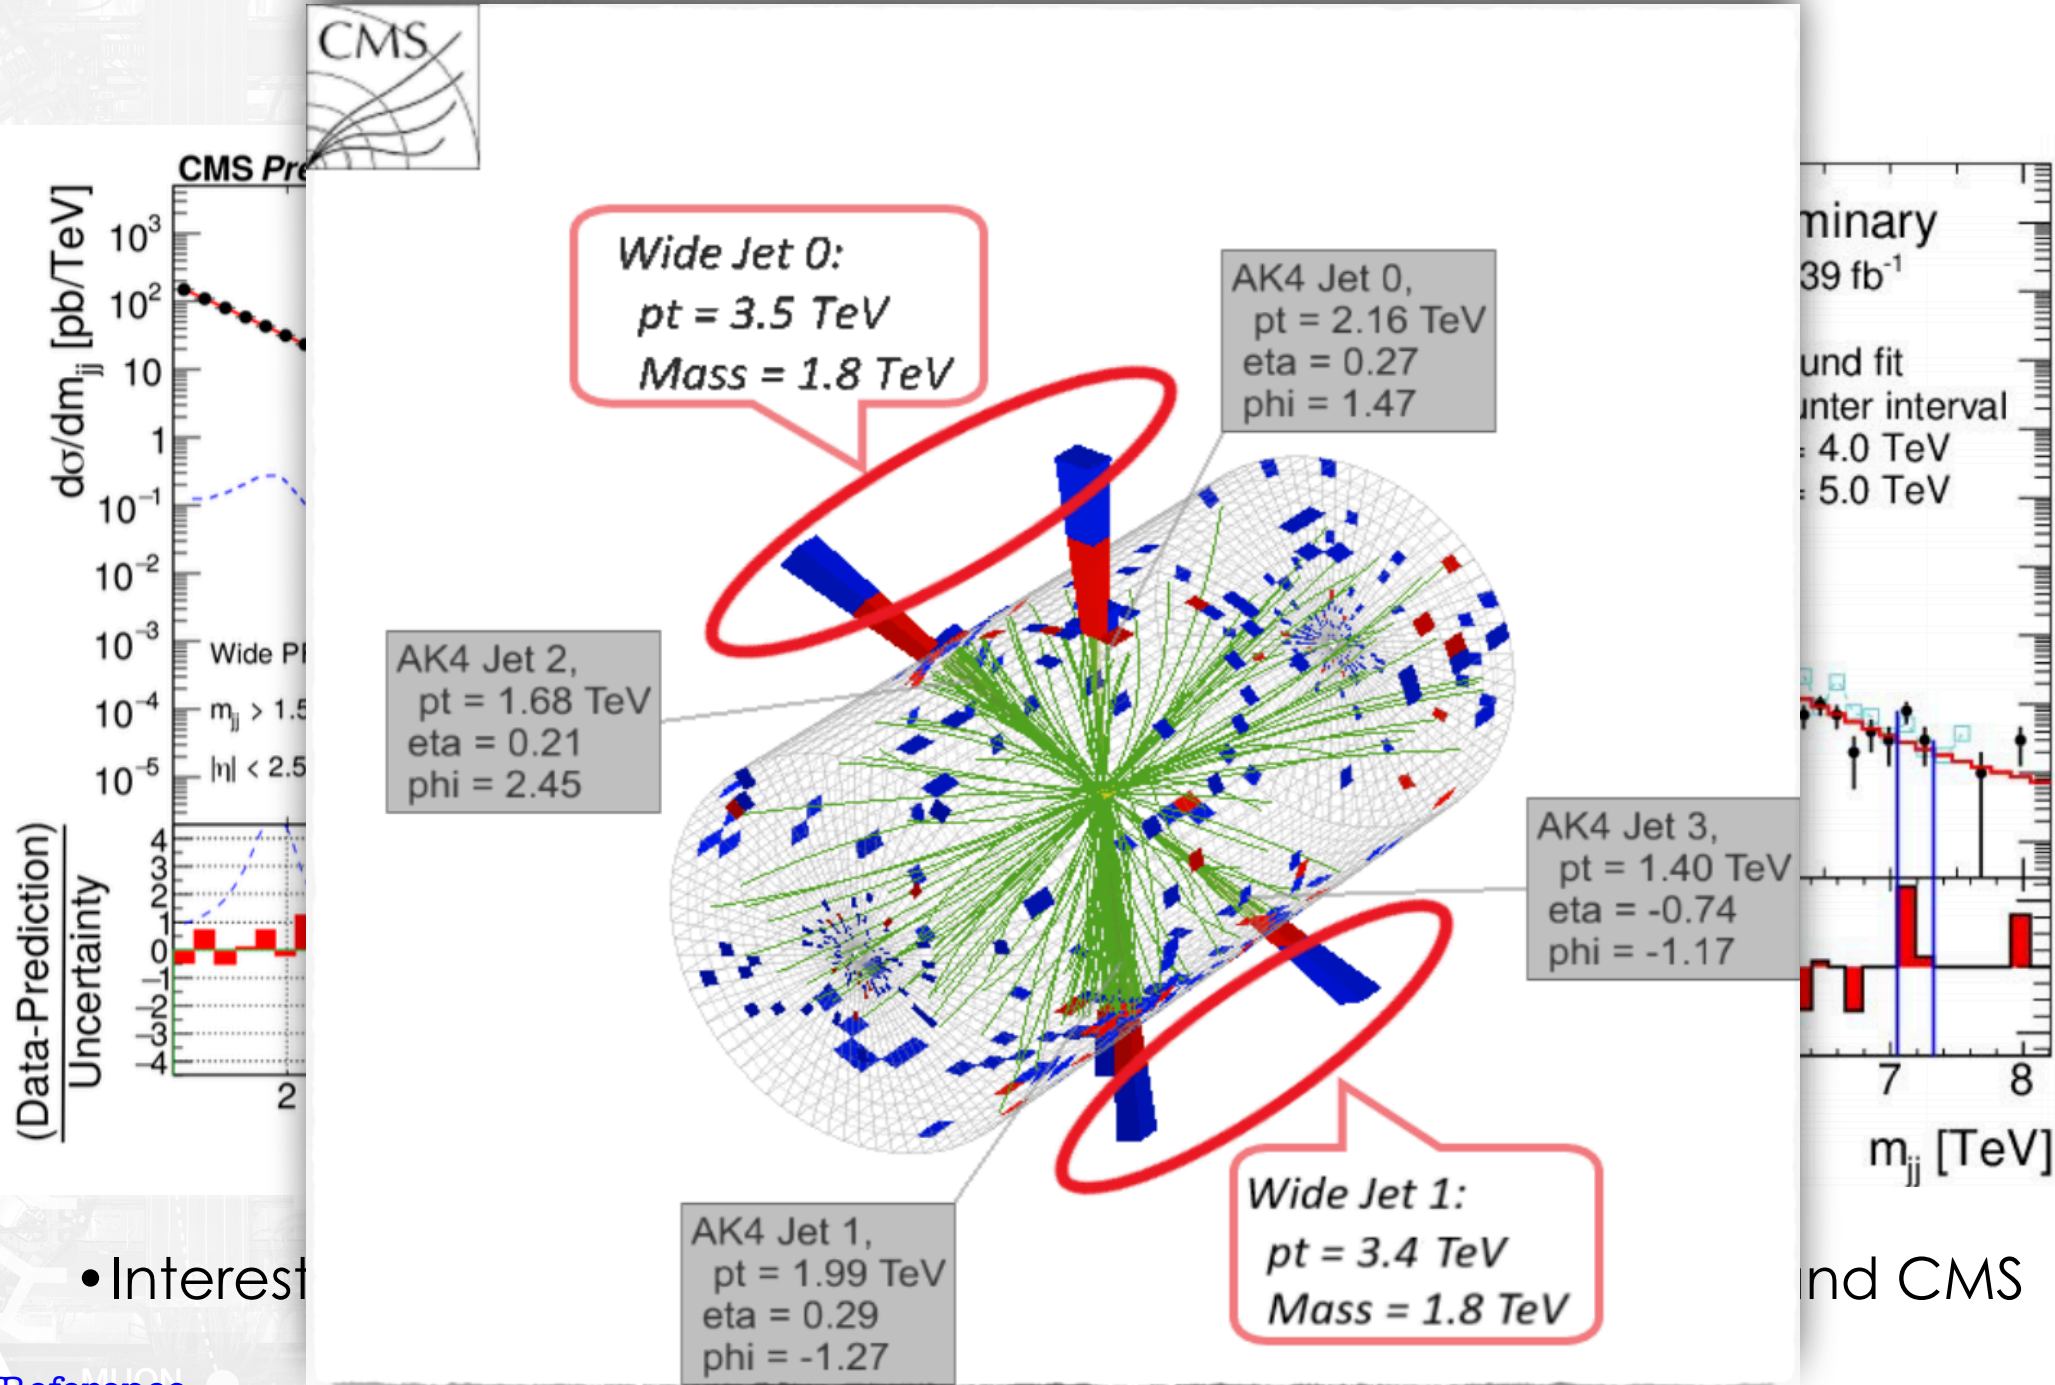 CMS
CMS Pre
dσ/dm_jj [pb/TeV]
10³
10²
10
1
10⁻¹
10⁻²
10⁻³
10⁻⁴
10⁻⁵
Wide PF
m_jj > 1.5
|η| < 2.5
(Data-Prediction)
Uncertainty
4
3
2
1
0
−1
−2
−3
−4
2
Wide Jet 0:
pt = 3.5 TeV
Mass = 1.8 TeV
AK4 Jet 0,
pt = 2.16 TeV
eta = 0.27
phi = 1.47
AK4 Jet 2,
pt = 1.68 TeV
eta = 0.21
phi = 2.45
AK4 Jet 3,
pt = 1.40 TeV
eta = -0.74
phi = -1.17
AK4 Jet 1,
pt = 1.99 TeV
eta = 0.29
phi = -1.27
Wide Jet 1:
pt = 3.4 TeV
Mass = 1.8 TeV
minary
39 fb⁻¹
und fit
unter interval
= 4.0 TeV
= 5.0 TeV
7
8
m_jj [TeV]
•Interest
and CMS
MUON
Reference